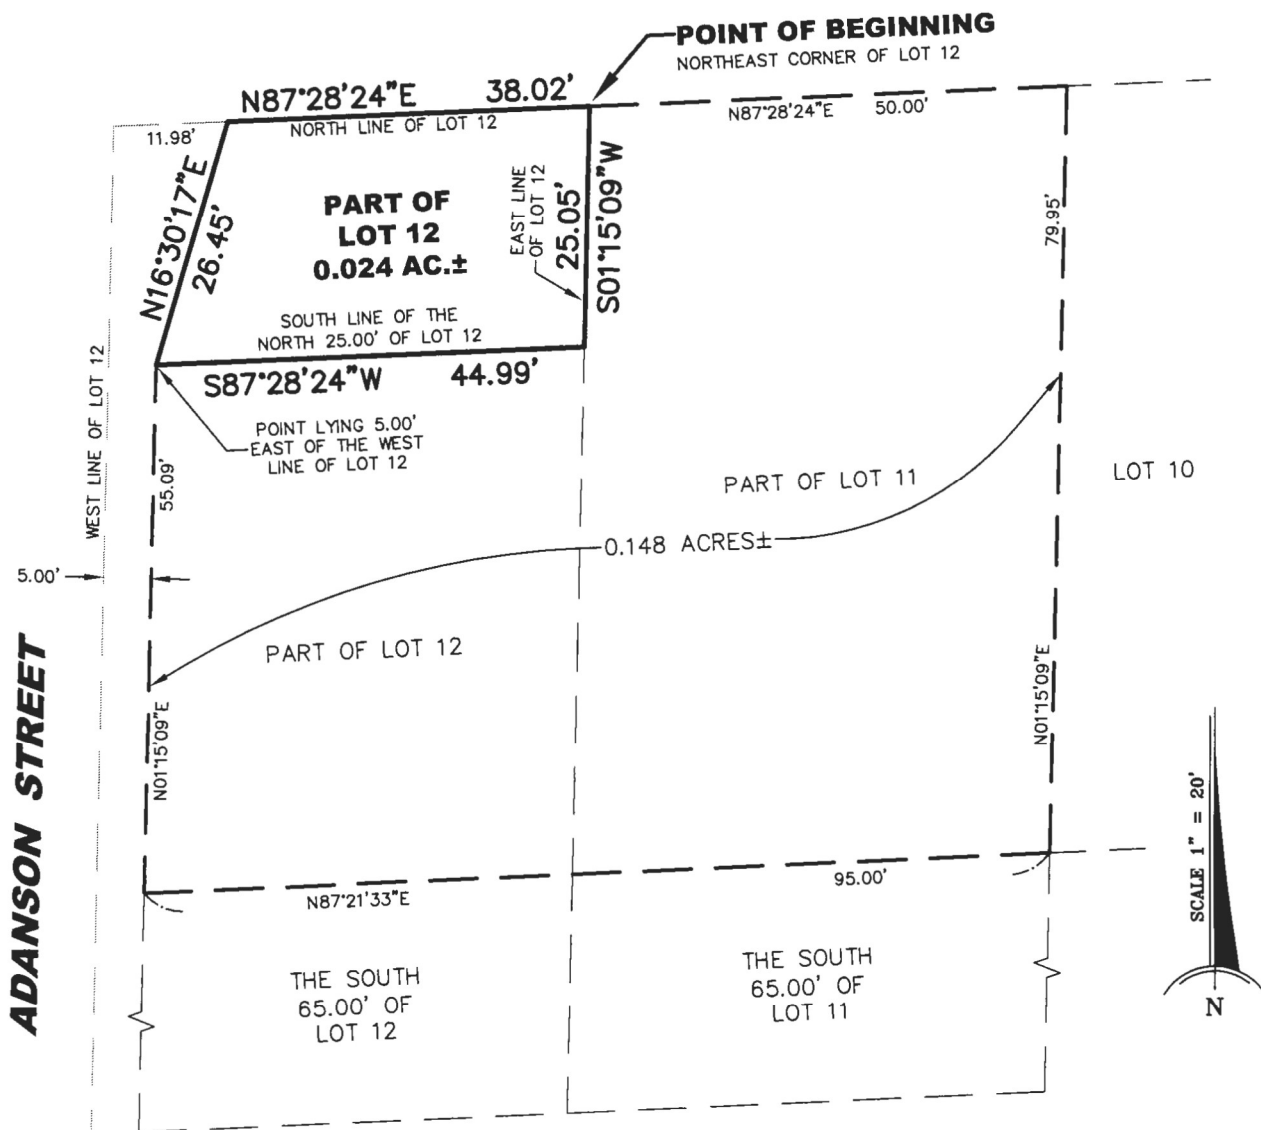 POINT OF BEGINNING
NORTHEAST CORNER OF LOT 12
N87°28'24"E 38.02'
N87°28'24"E 50.00'
11.98'
NORTH LINE OF LOT 12
N16°30'17"E
26.45'
PART OF
LOT 12
0.024 AC.±
EAST LINE
OF LOT 12
25.05'
S01°15'09"W
79.95'
SOUTH LINE OF THE
NORTH 25.00' OF LOT 12
S87°28'24"W 44.99'
WEST LINE OF LOT 12
POINT LYING 5.00'
EAST OF THE WEST
LINE OF LOT 12
55.09'
PART OF LOT 11
LOT 10
0.148 ACRES±
5.00'
PART OF LOT 12
N01°15'09"E
N01°15'09"E
ADANSON STREET
N87°21'33"E
95.00'
THE SOUTH
65.00' OF
LOT 12
THE SOUTH
65.00' OF
LOT 11
SCALE 1" = 20'
N